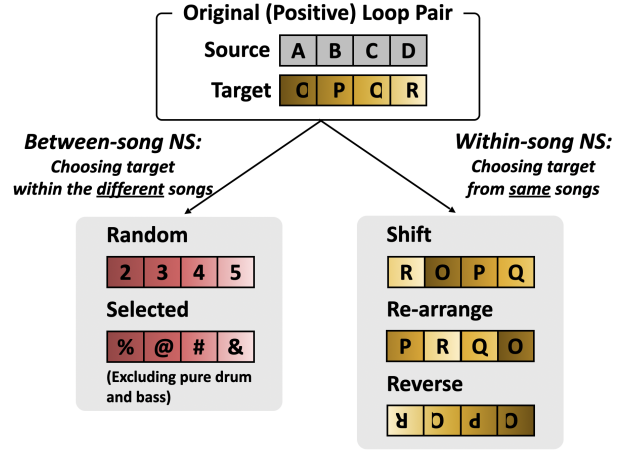 Original (Positive) Loop Pair
Source A B C D
Target O P Q R
Between-song NS:
Choosing target
within the different songs
Within-song NS:
Choosing target
from same songs
Random
2 3 4 5
Selected
% @ # &
(Excluding pure drum
and bass)
Shift
R O P Q
Re-arrange
P R Q O
Reverse
R Q P O